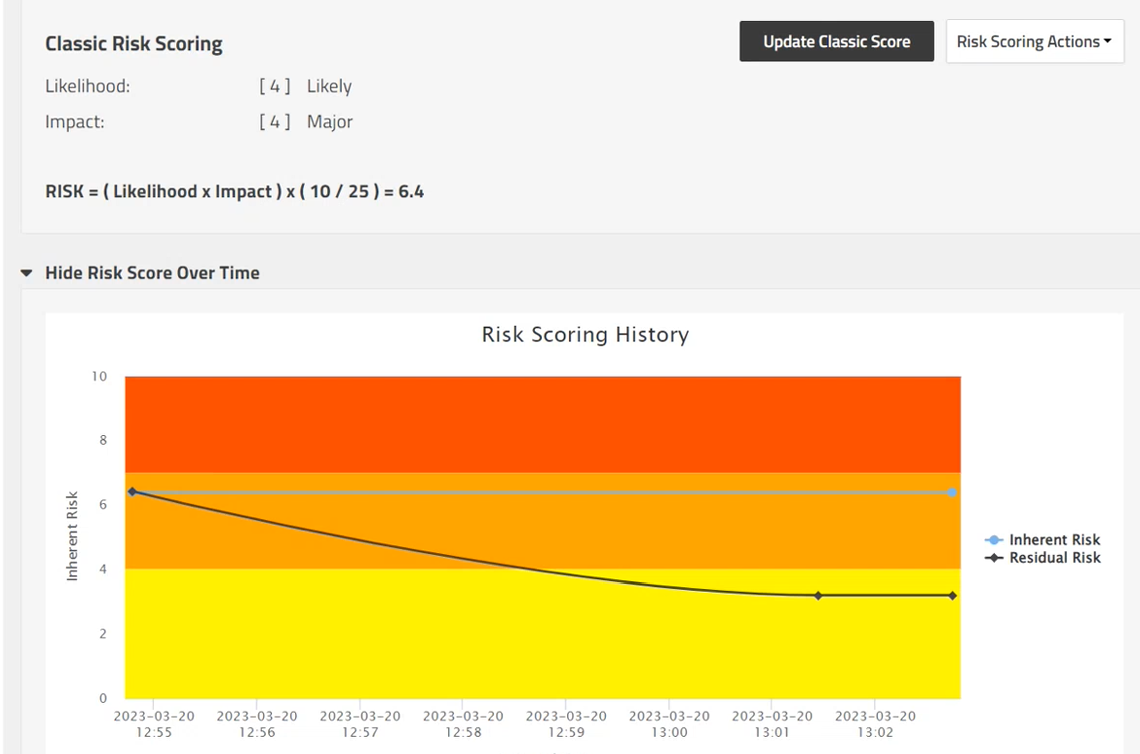 Classic Risk Scoring
Update Classic Score
Risk Scoring Actions
Likelihood: [ 4 ] Likely
Impact: [ 4 ] Major
RISK = ( Likelihood x Impact ) x ( 10 / 25 ) = 6.4
Hide Risk Score Over Time
Risk Scoring History
10
8
6
4
2
0
Inherent Risk
Inherent Risk
Residual Risk
2023-03-20 2023-03-20 2023-03-20 2023-03-20 2023-03-20 2023-03-20 2023-03-20 2023-03-20
12:55 12:56 12:57 12:58 12:59 13:00 13:01 13:02